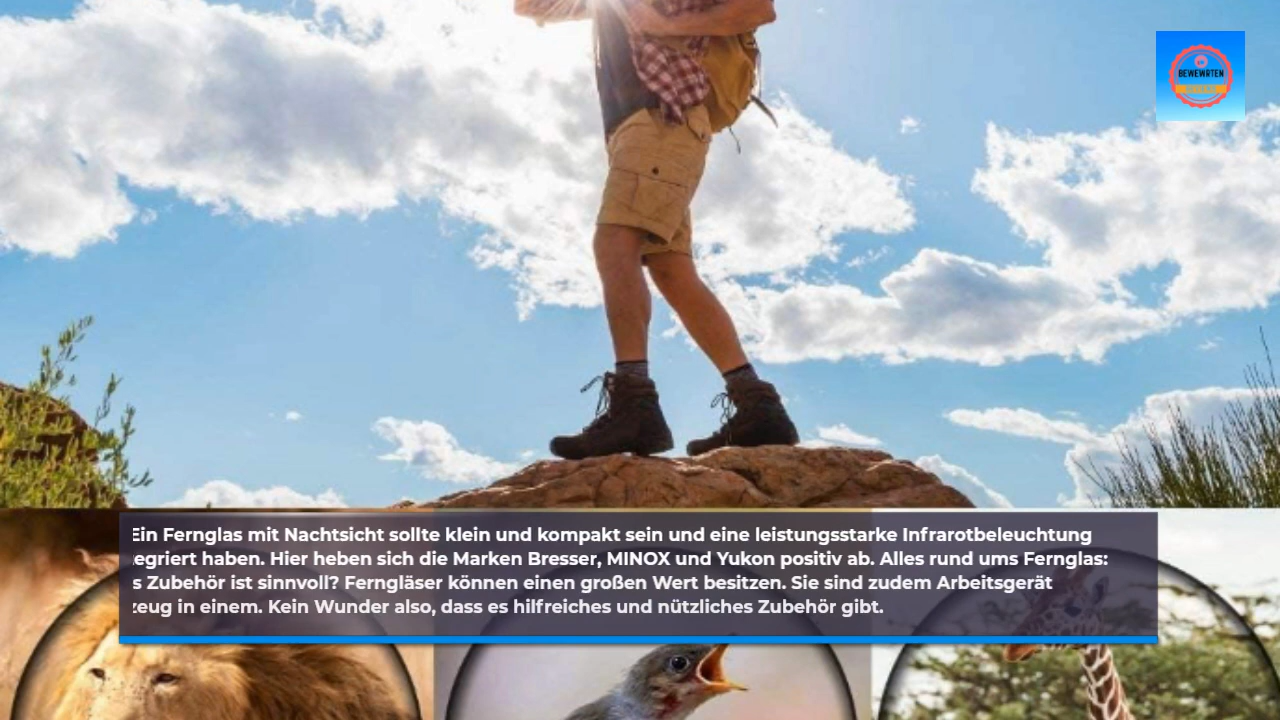 BEWEWRTEN
Ein Fernglas mit Nachtsicht sollte klein und kompakt sein und eine leistungsstarke Infrarotbeleuchtung
egriert haben. Hier heben sich die Marken Bresser, MINOX und Yukon positiv ab. Alles rund ums Fernglas:
s Zubehör ist sinnvoll? Ferngläser können einen großen Wert besitzen. Sie sind zudem Arbeitsgerät
zeug in einem. Kein Wunder also, dass es hilfreiches und nützliches Zubehör gibt.